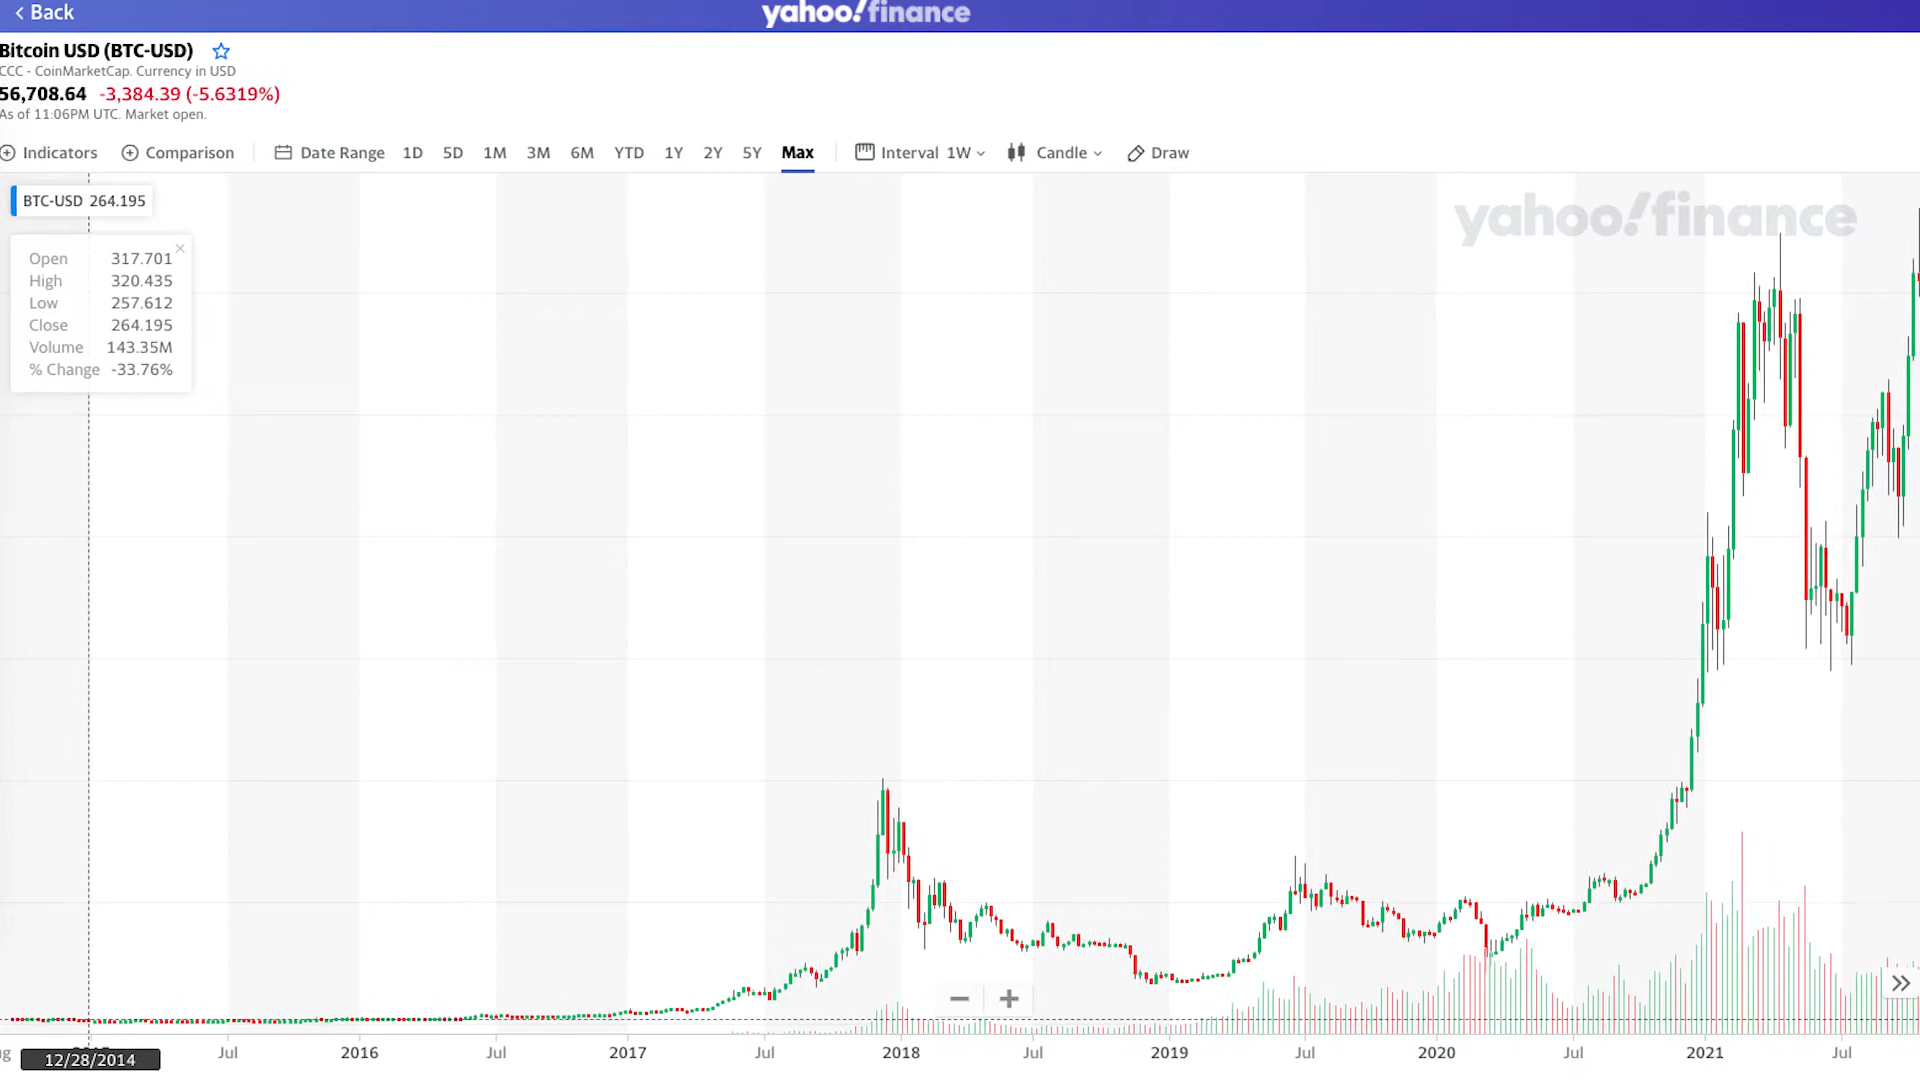 Back
yahoo!finance
Bitcoin USD (BTC-USD)
CCC - CoinMarketCap. Currency in USD
56,708.64 -3,384.39 (-5.6319%)
As of 11:06PM UTC. Market open.
Indicators Comparison Date Range 1D 5D 1M 3M 6M YTD 1Y 2Y 5Y Max Interval 1W Candle Draw
BTC-USD 264.195
yahoo!finance
Open 317.701
High 320.435
Low 257.612
Close 264.195
Volume 143.35M
% Change -33.76%
Jul 2016 Jul 2017 Jul 2018 Jul 2019 Jul 2020 Jul 2021 Jul
12/28/2014